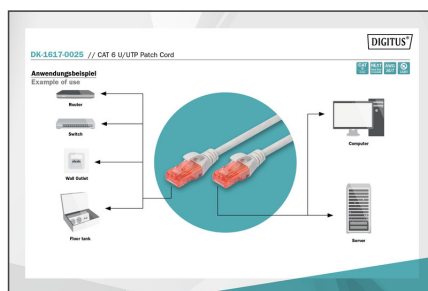 DIGITUS®
DK-1617-0025 // CAT 6 U/UTP Patch Cord
Anwendungsbeispiel
Example of use
Router
Switch
Wall Outlet
Floor tank
Computer
Server